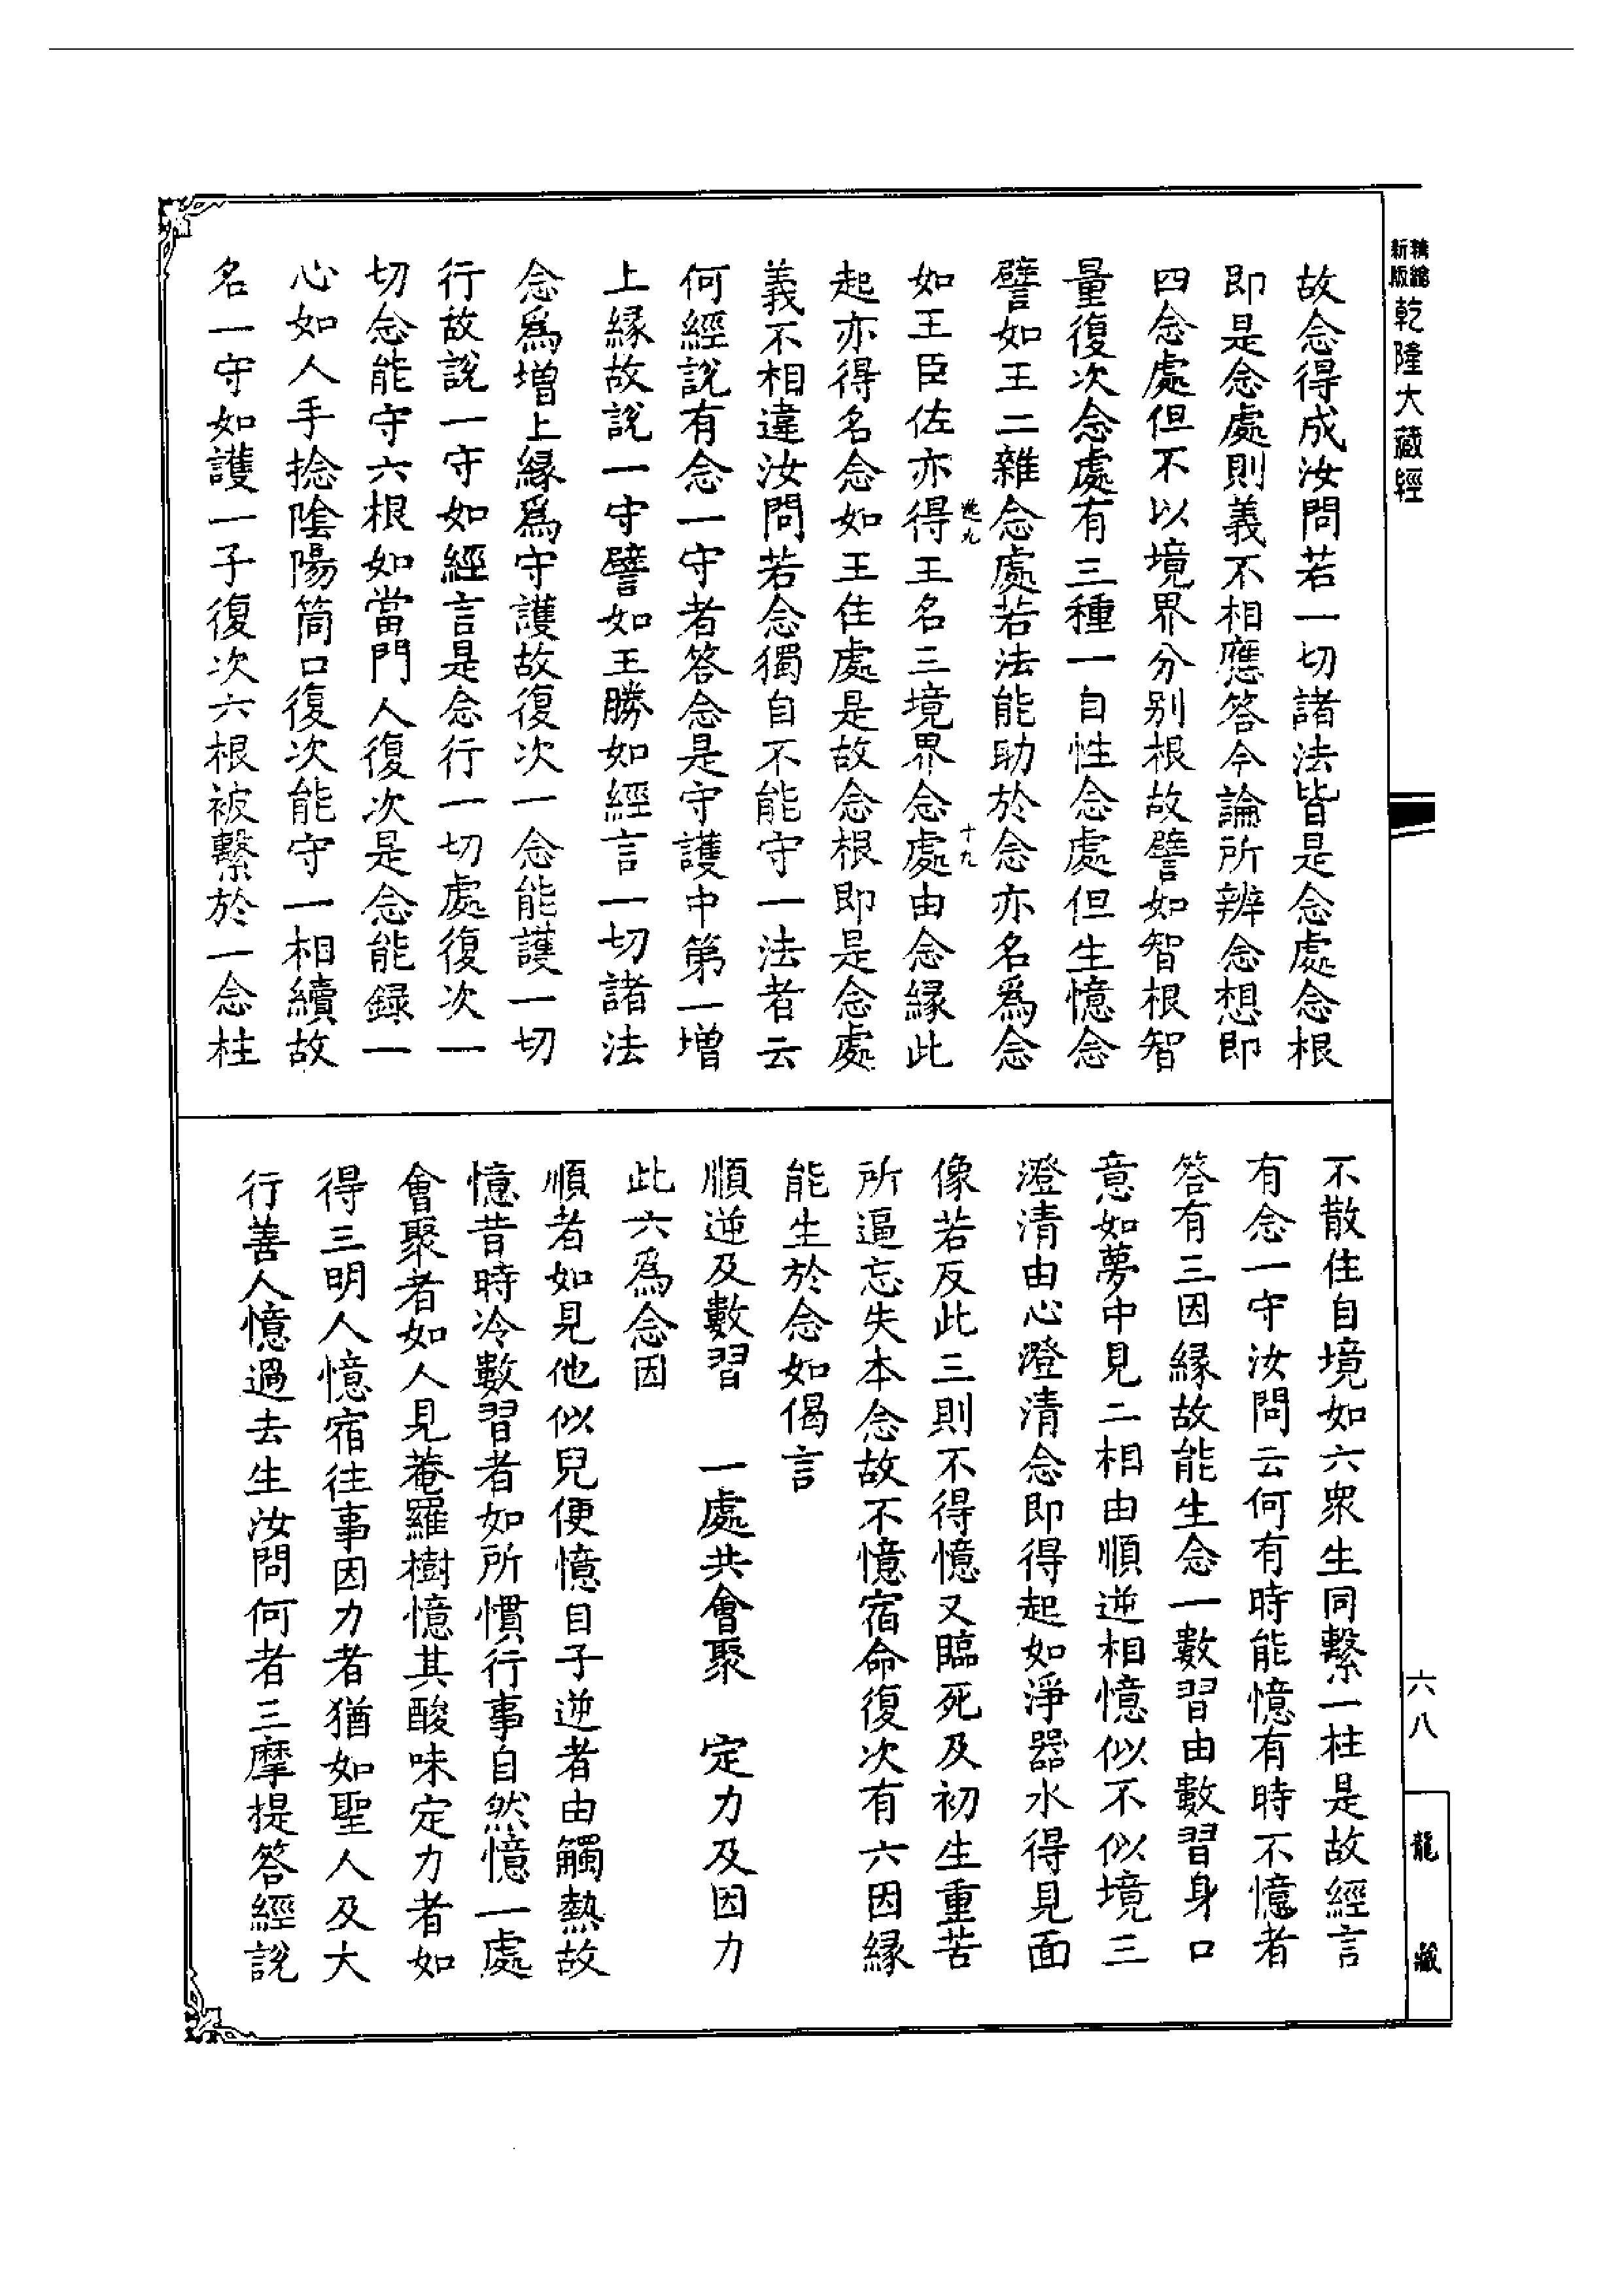 精縮
新版
乾隆大藏經
故念得成汝問若一切諸法皆是念處念根
即是念處則義不相應答今論所辨念想即
四念處但不以境界分别根故譬如智根智
量復次念處有三種一自性念處但生憶念
譬如王二雜念處若法能助於念亦名爲念
十九
如王臣佐亦得王名三境界念處由念緣此
起亦得名念如王住處是故念根即是念處
義不相違汝問若念獨自不能守一法者云
何經說有念一守者答念是守護中第一增
上緣故說一守譬如王勝如經言一切諸法
念爲增上緣爲守護故復次一念能護一切
行故說一守如經言是念行一切處復次一
切念能守六根如當門人復次是念能録一
心如人手捻陰陽筒口復次能守一相續故
名一守如護一子復次六根被繫於一念柱
不散住自境如六衆生同繫一柱是故經言
有念一守汝問云何有時能憶有時不憶者
答有三因緣故能生念一數習由數習身口
意如夢中見二相由順逆相憶似不似境三
澄清由心澄清念即得起如淨器水得見面
像若反此三則不得憶又臨死及初生重苦
所逼忘失本念故不憶宿命復次有六因緣
能生於念如偈言
順逆及數習　一處共會聚　定力及因力
此六爲念因
順者如見他似兒便憶自子逆者由觸熱故
憶昔時冷數習者如所慣行事自然憶一處
會聚者如人見菴羅樹憶其酸味定力者如
得三明人憶宿往事因力者猶如聖人及大
行善人憶過去生汝問何者三摩提答經說
六八
龍藏